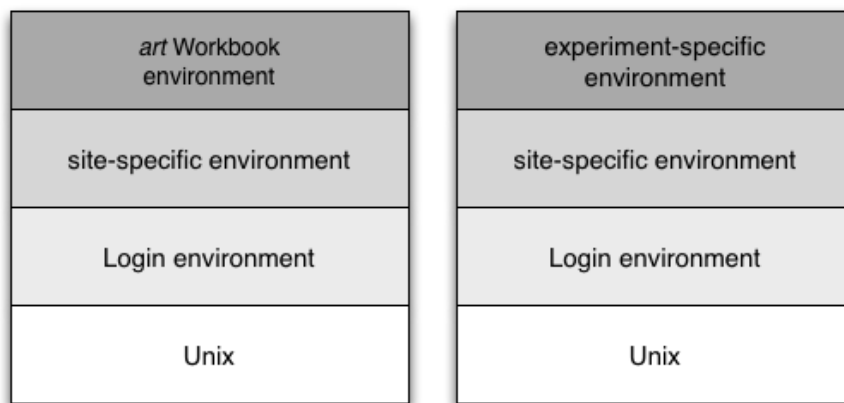 art Workbook
environment
site-specific environment
Login environment
Unix
experiment-specific
environment
site-specific environment
Login environment
Unix